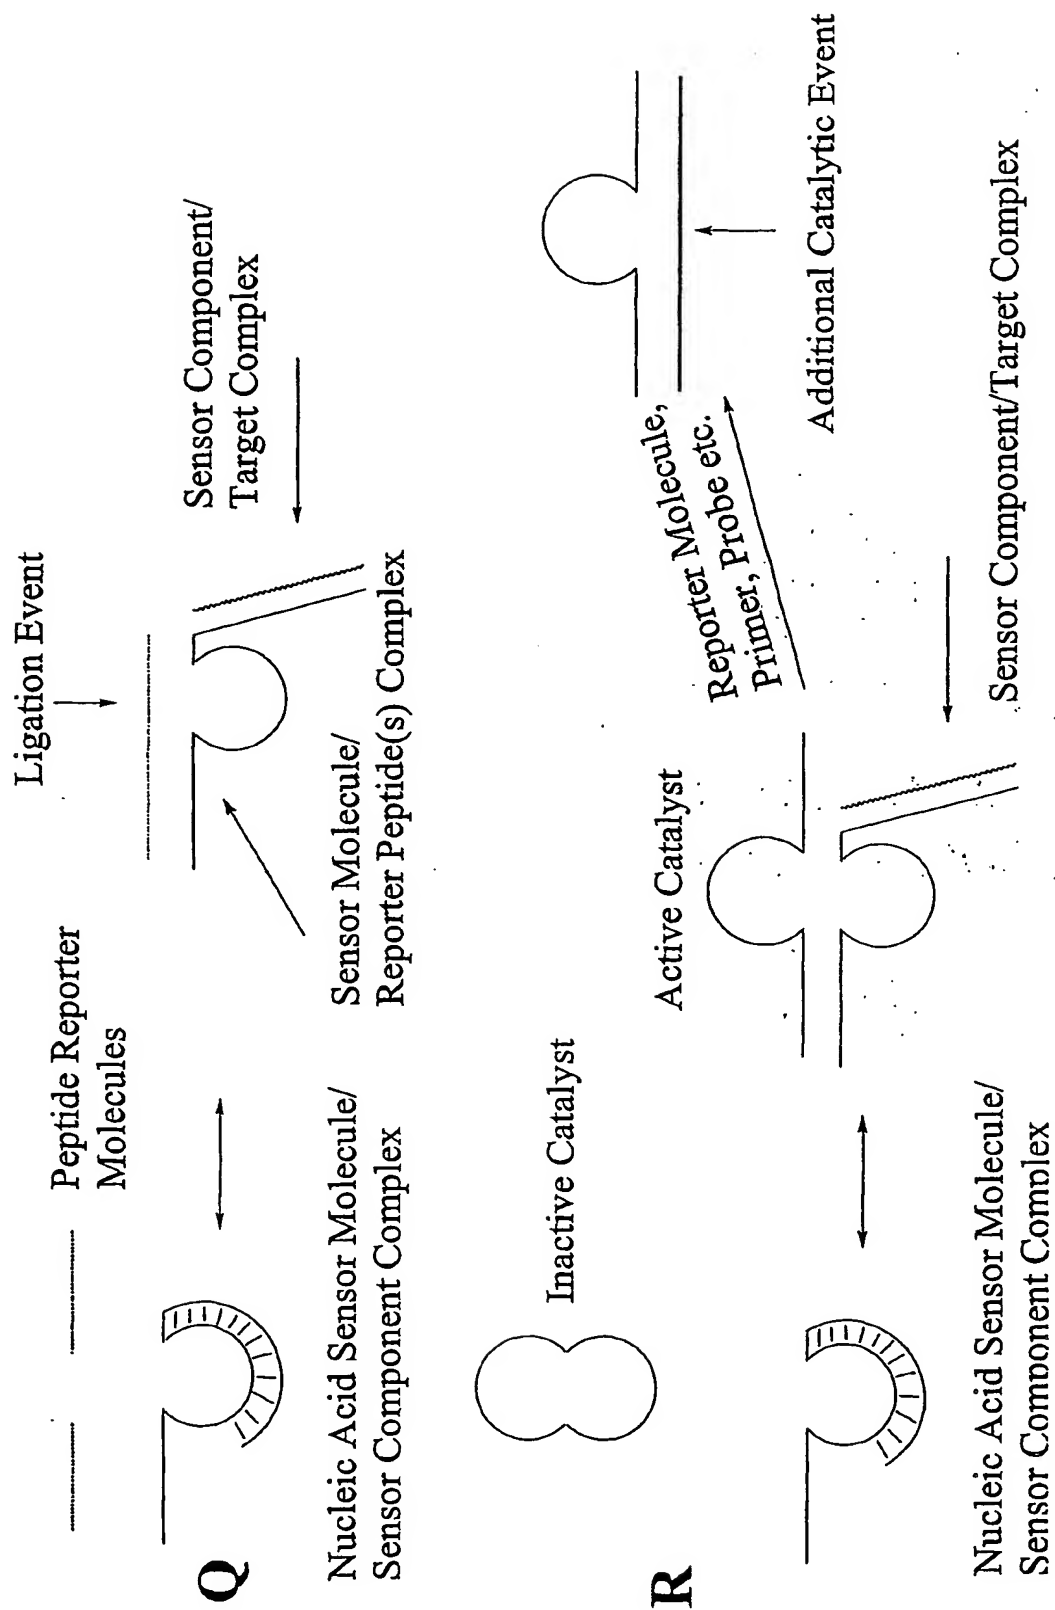 Q
Peptide Reporter
Molecules
Ligation Event
Nucleic Acid Sensor Molecule/
Sensor Component Complex
Sensor Molecule/
Reporter Peptide(s) Complex
Sensor Component/
Target Complex
R
Inactive Catalyst
Active Catalyst
Reporter Molecule,
Primer, Probe etc.
Additional Catalytic Event
Nucleic Acid Sensor Molecule/
Sensor Component Complex
Sensor Component/Target Complex